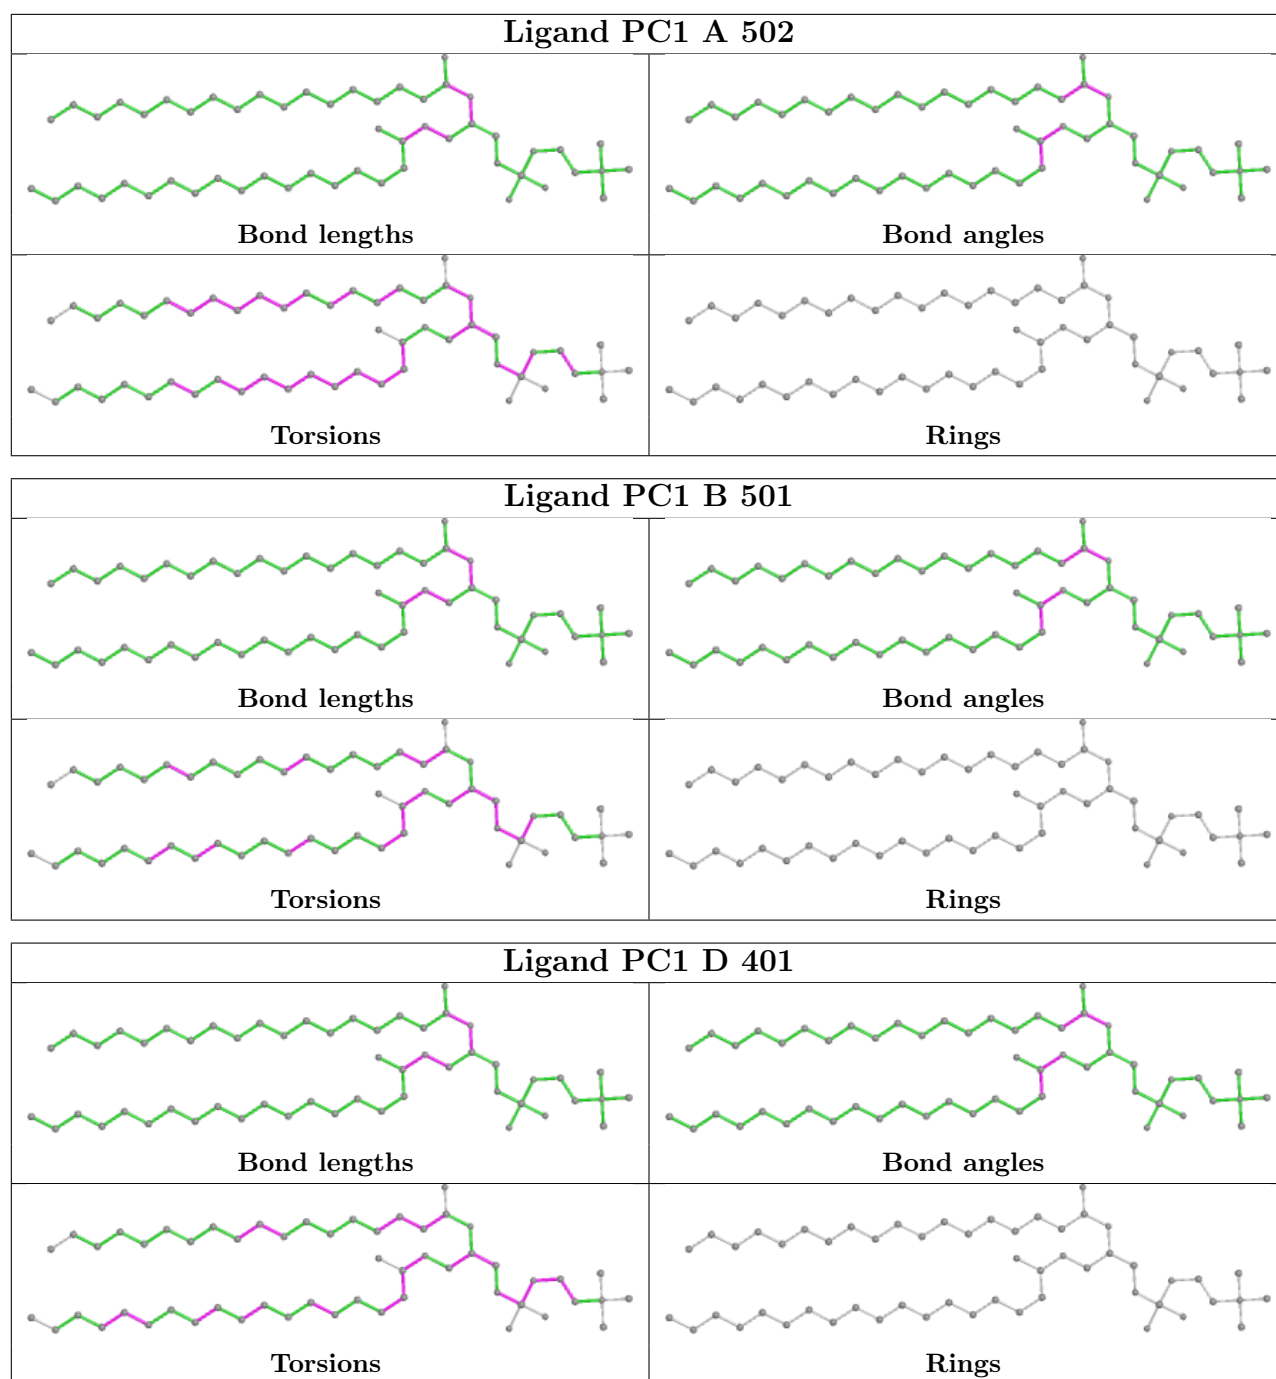 Ligand PC1 A 502
Bond lengths
Bond angles
Torsions
Rings
Ligand PC1 B 501
Bond lengths
Bond angles
Torsions
Rings
Ligand PC1 D 401
Bond lengths
Bond angles
Torsions
Rings